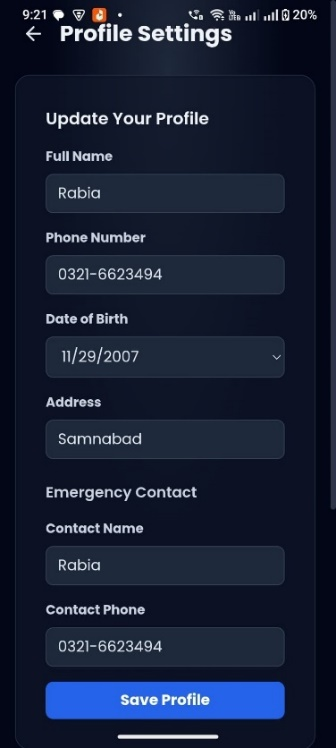 9:21
20%
Profile Settings
Update Your Profile
Full Name
Rabia
Phone Number
0321-6623494
Date of Birth
11/29/2007
Address
Samnabad
Emergency Contact
Contact Name
Rabia
Contact Phone
0321-6623494
Save Profile